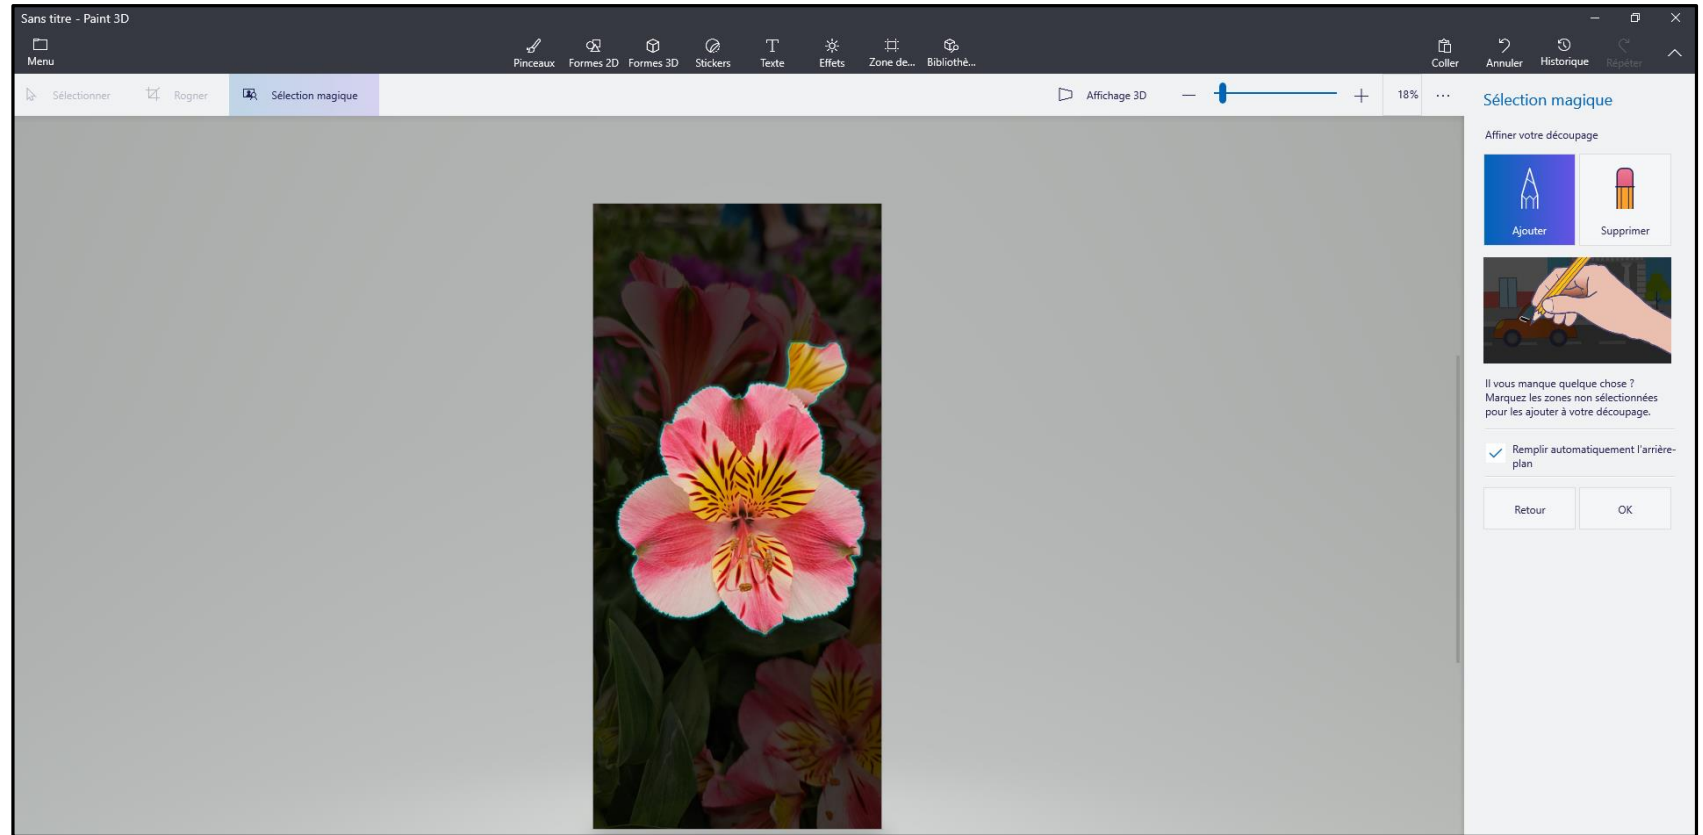 Sans titre - Paint 3D
Menu
Pinceaux
Formes 2D
Formes 3D
Stickers
Texte
Effets
Zone de...
Bibliothè...
Coller
Annuler
Historique
Répéter
Sélectionner
Rogner
Sélection magique
Affichage 3D
18%
Sélection magique
Affiner votre découpage
Ajouter
Supprimer
Il vous manque quelque chose ?
Marquez les zones non sélectionnées
pour les ajouter à votre découpage.
Remplir automatiquement l'arrière-
plan
Retour
OK